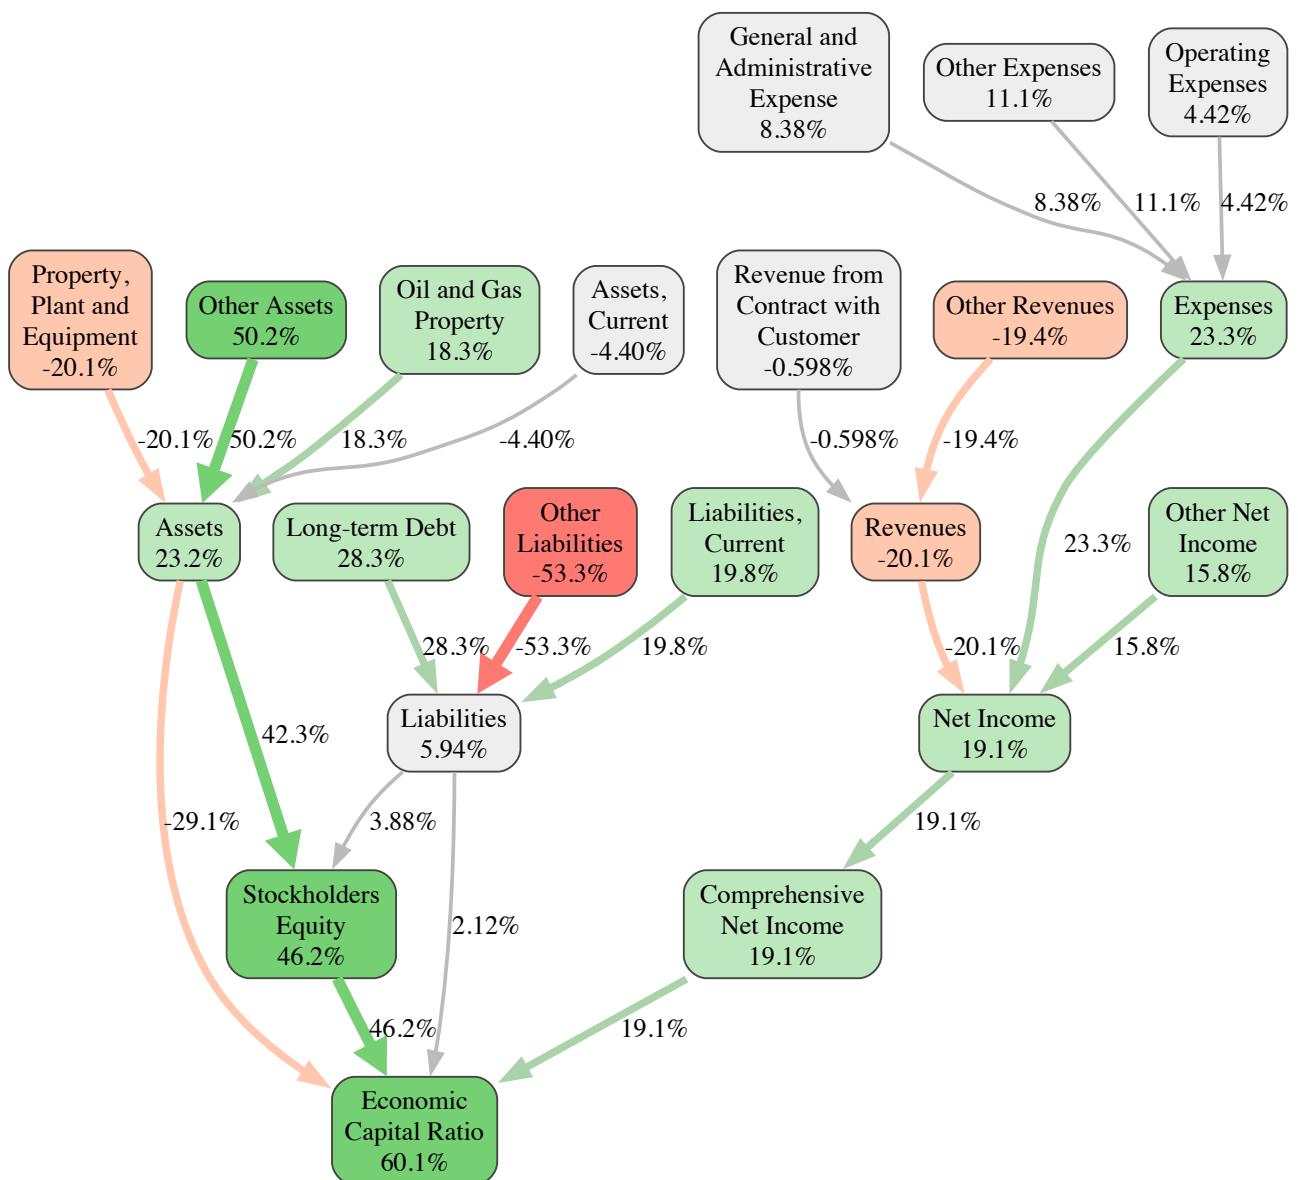 General and
Administrative
Expense
8.38%
Other Expenses
11.1%
Operating
Expenses
4.42%
8.38%
11.1%
4.42%
Property,
Plant and
Equipment
-20.1%
Other Assets
50.2%
Oil and Gas
Property
18.3%
Assets,
Current
-4.40%
Revenue from
Contract with
Customer
-0.598%
Other Revenues
-19.4%
Expenses
23.3%
-20.1%
50.2%
18.3%
-4.40%
-0.598%
-19.4%
Assets
23.2%
Long-term Debt
28.3%
Other
Liabilities
-53.3%
Liabilities,
Current
19.8%
Revenues
-20.1%
23.3%
Other Net
Income
15.8%
28.3%
-53.3%
19.8%
-20.1%
15.8%
Liabilities
5.94%
Net Income
19.1%
42.3%
-29.1%
3.88%
19.1%
Stockholders
Equity
46.2%
2.12%
Comprehensive
Net Income
19.1%
46.2%
19.1%
Economic
Capital Ratio
60.1%